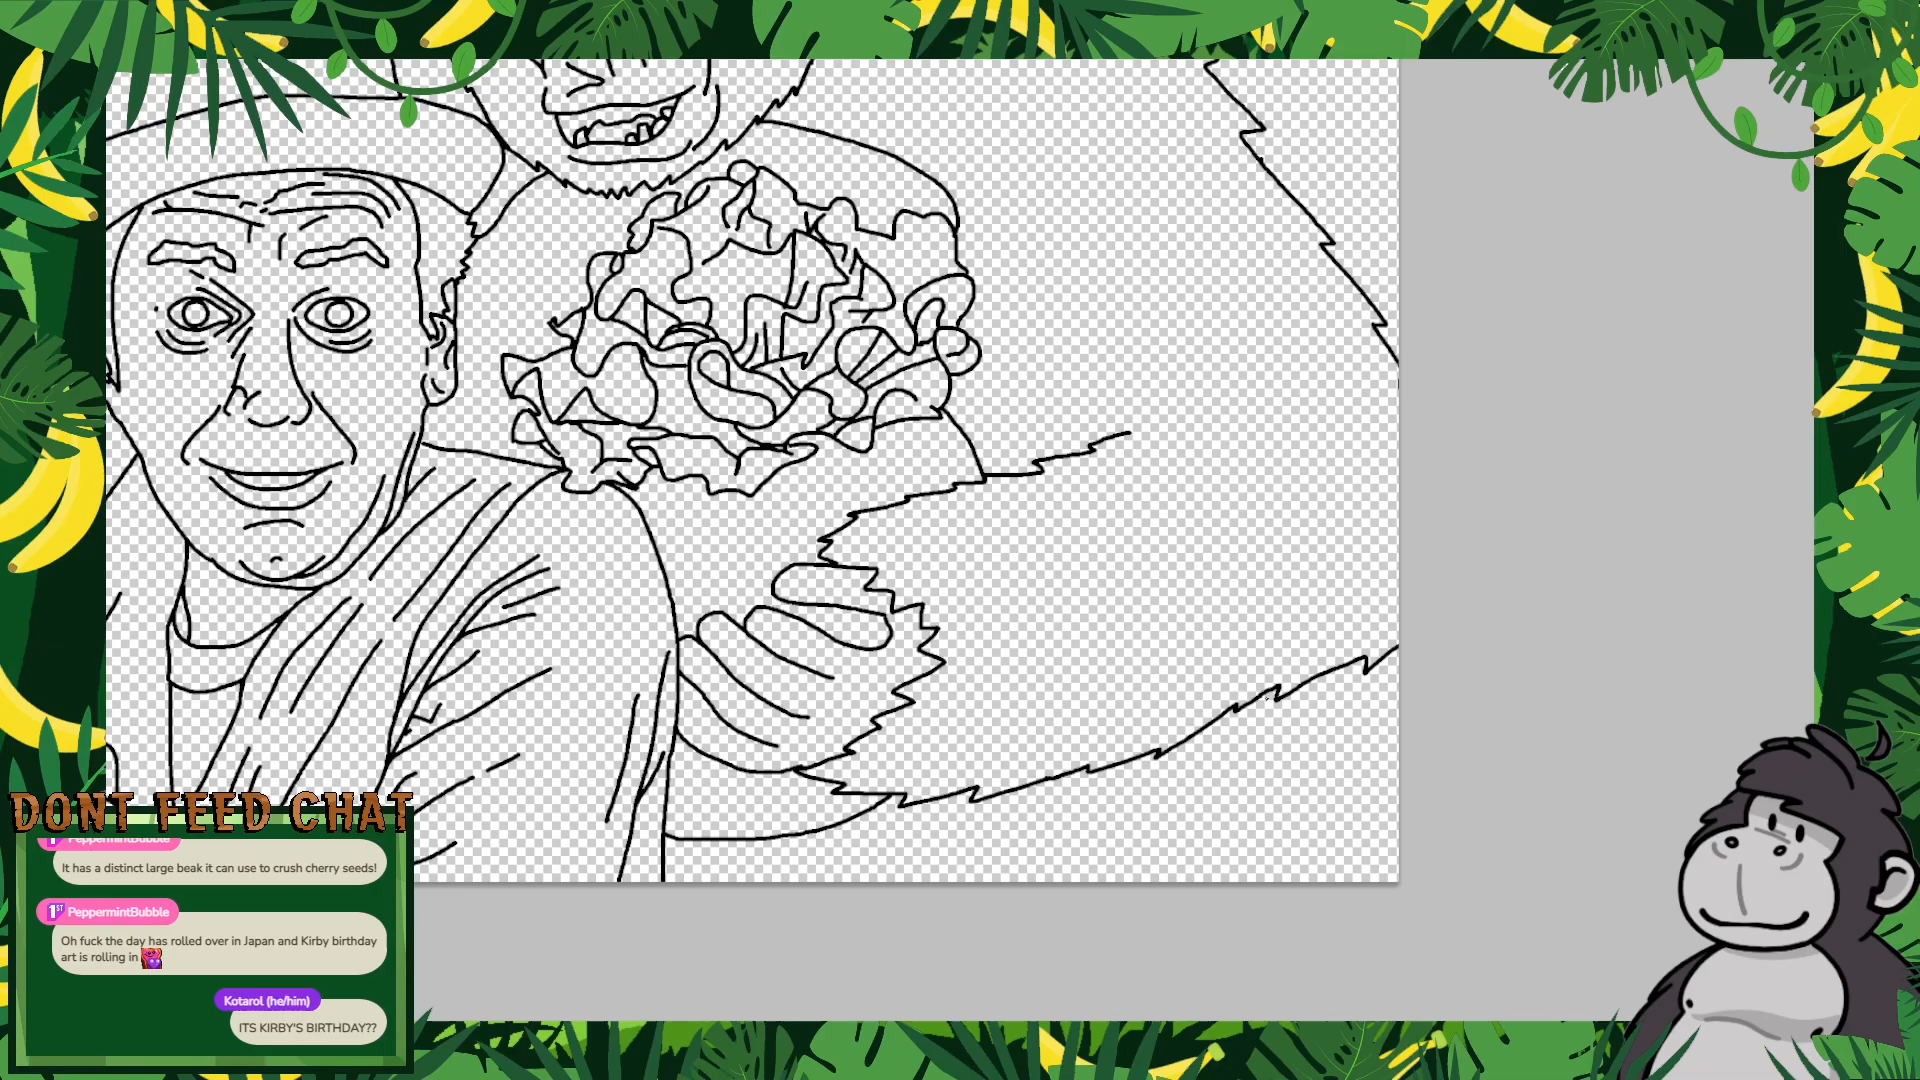 DONT FEED CHAT
PeppermintBubble
It has a distinct large beak it can use to crush cherry seeds!
1ST PeppermintBubble
Oh fuck the day has rolled over in Japan and Kirby birthday
art is rolling in
Kotarol (he/him)
ITS KIRBY'S BIRTHDAY??